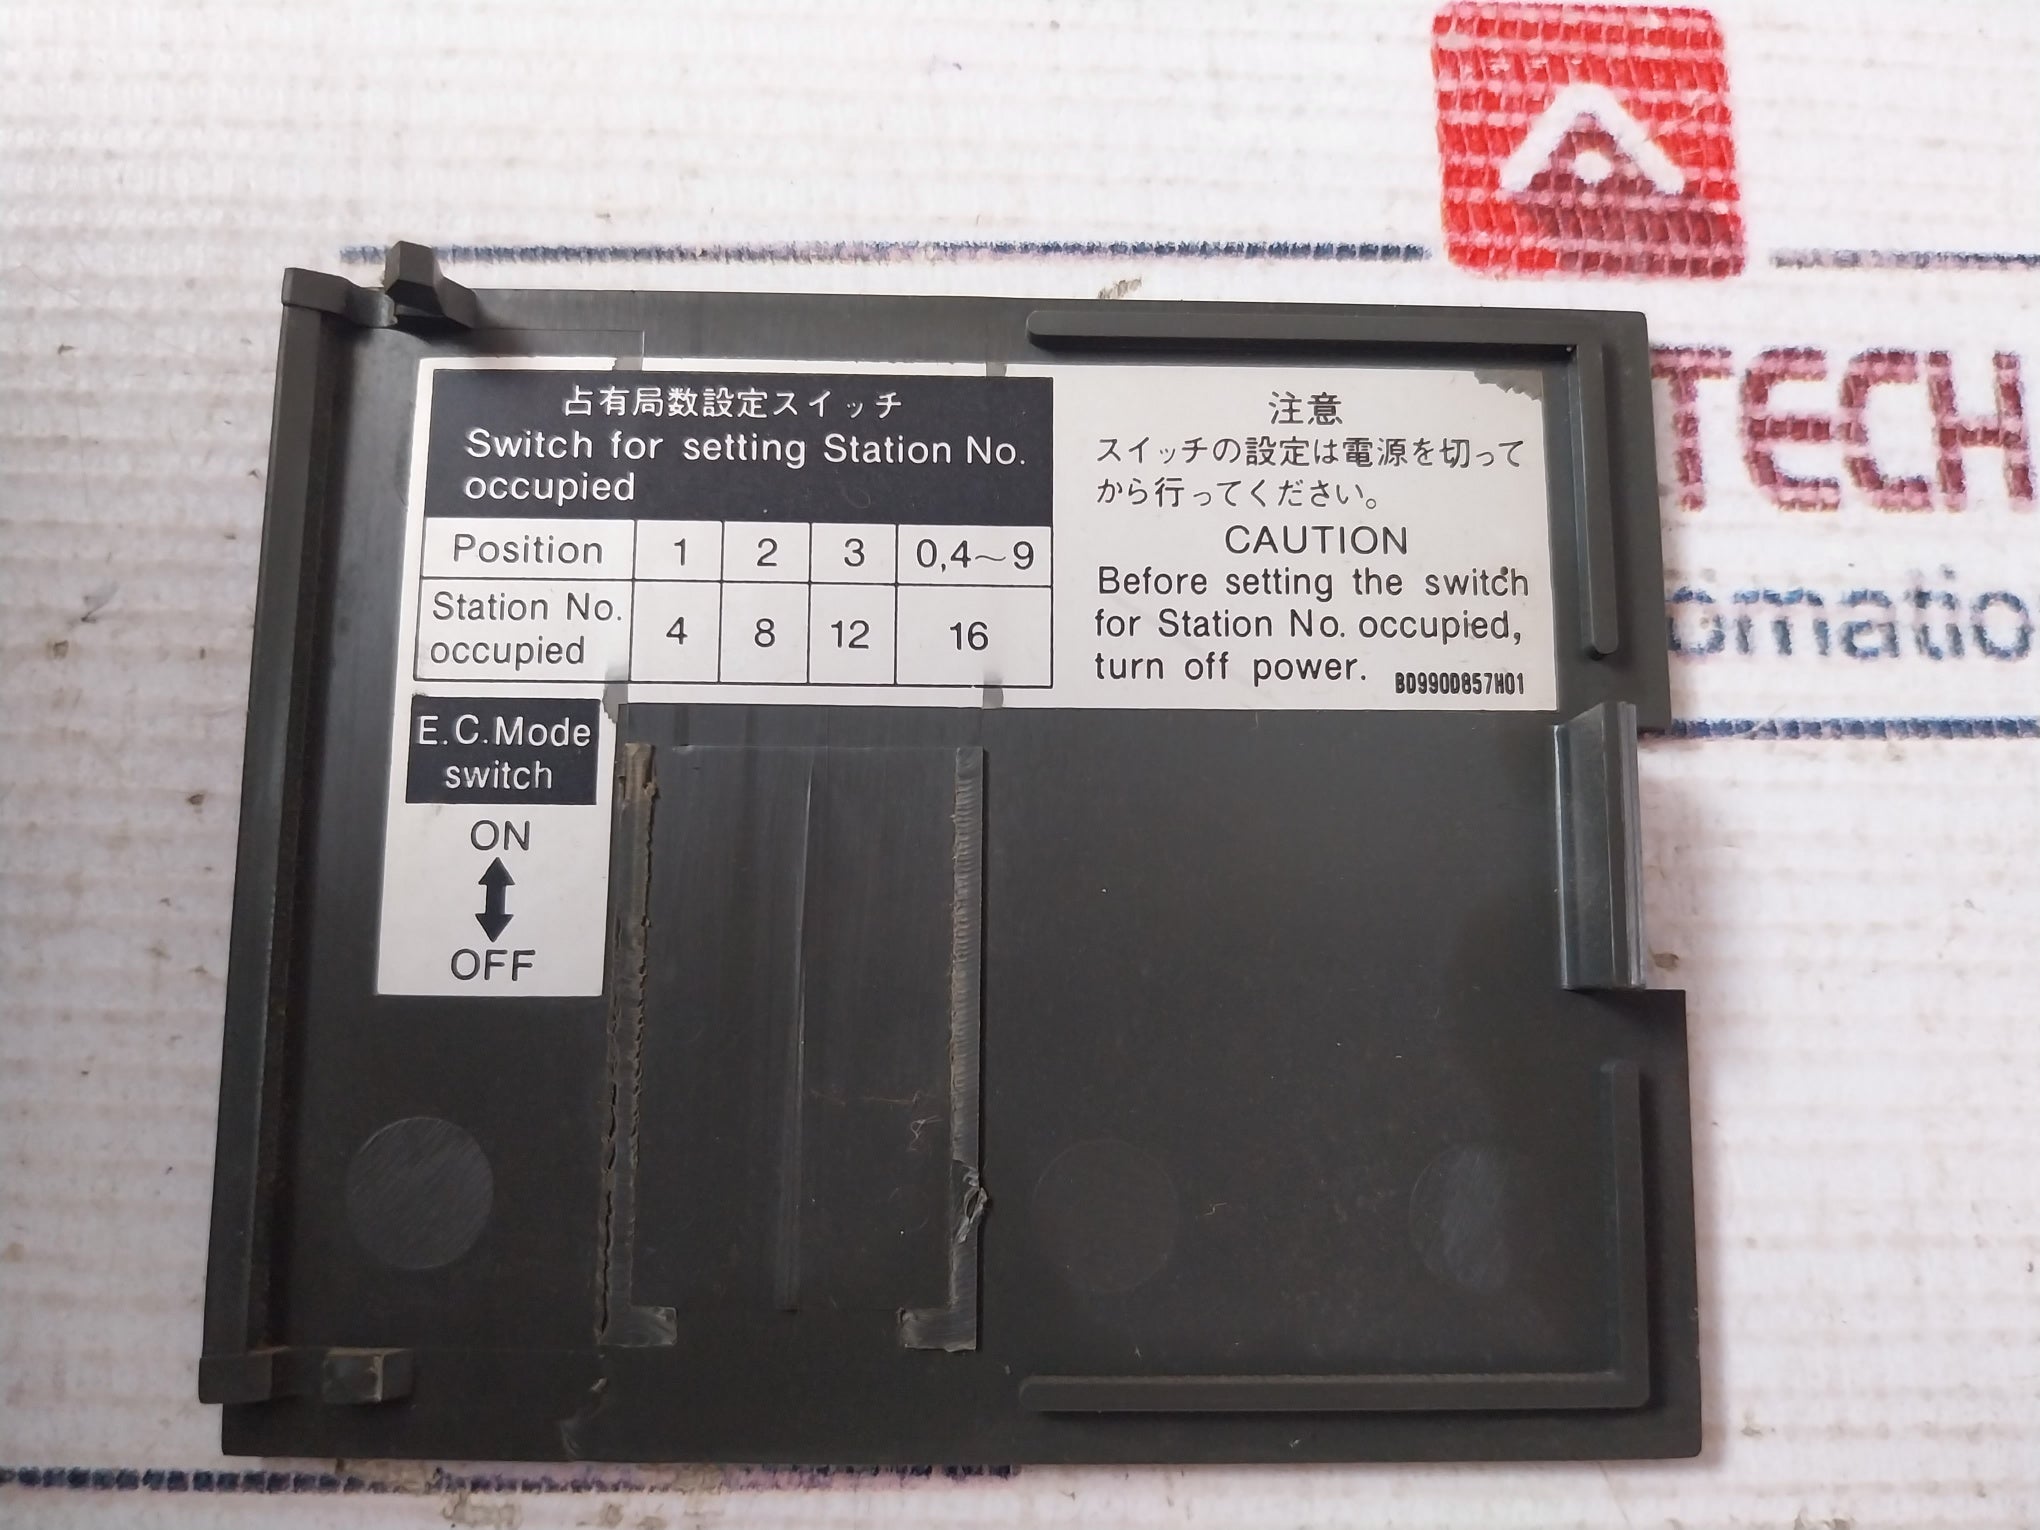 占有局数設定スイッチ
Switch for setting Station No.
occupied
Position 1 2 3 0,4～9
Station No.
occupied 4 8 12 16
E.C.Mode
switch
ON
OFF
注意
スイッチの設定は電源を切って
から行ってください。
CAUTION
Before setting the switch
for Station No. occupied,
turn off power.
BD990D857H01
TECH
omatio